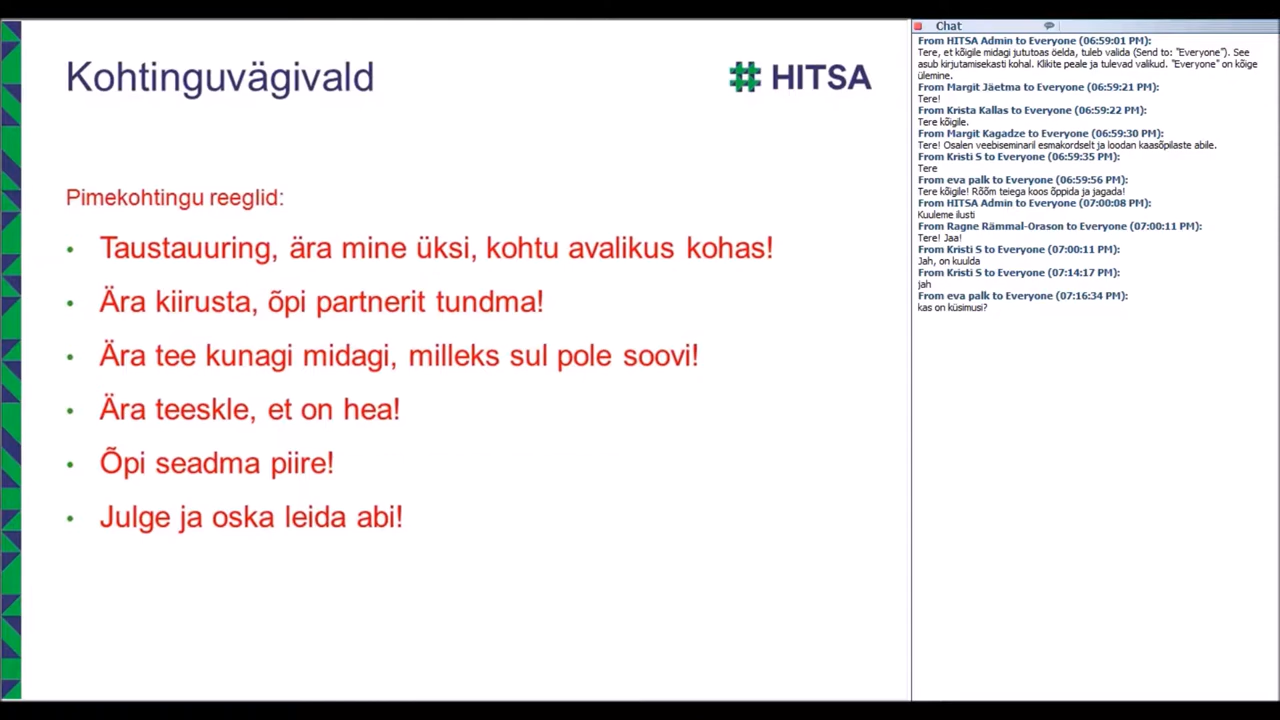 Kohtinguvägivald
HITSA
Pimekohtingu reeglid:
• Taustauuring, ära mine üksi, kohtu avalikus kohas!
• Ära kiirusta, õpi partnerit tundma!
• Ära tee kunagi midagi, milleks sul pole soovi!
• Ära teeskle, et on hea!
• Õpi seadma piire!
• Julge ja oska leida abi!
Chat
From HITSA Admin to Everyone (06:59:01 PM):
Tere, et kõigile midagi jututoas öelda, tuleb valida (Send to: "Everyone"). See
asub kirjutamisekasti kohal. Klikite peale ja tulevad valikud. "Everyone" on kõige
ülemine.
From Margit Jäetma to Everyone (06:59:21 PM):
Tere!
From Krista Kallas to Everyone (06:59:22 PM):
Tere kõigile.
From Margit Kagadze to Everyone (06:59:30 PM):
Tere! Osalen veebiseminaril esmakordselt ja loodan kaasõpilaste abile.
From Kristi S to Everyone (06:59:35 PM):
Tere
From eva palk to Everyone (06:59:56 PM):
Tere kõigile! Rõõm teiega koos õppida ja jagada!
From HITSA Admin to Everyone (07:00:08 PM):
Kuuleme ilusti
From Ragne Rämmal-Orason to Everyone (07:00:11 PM):
Tere! Jaa!
From Kristi S to Everyone (07:00:11 PM):
Jah, on kuulda
From Kristi S to Everyone (07:14:17 PM):
jah
From eva palk to Everyone (07:16:34 PM):
kas on küsimusi?